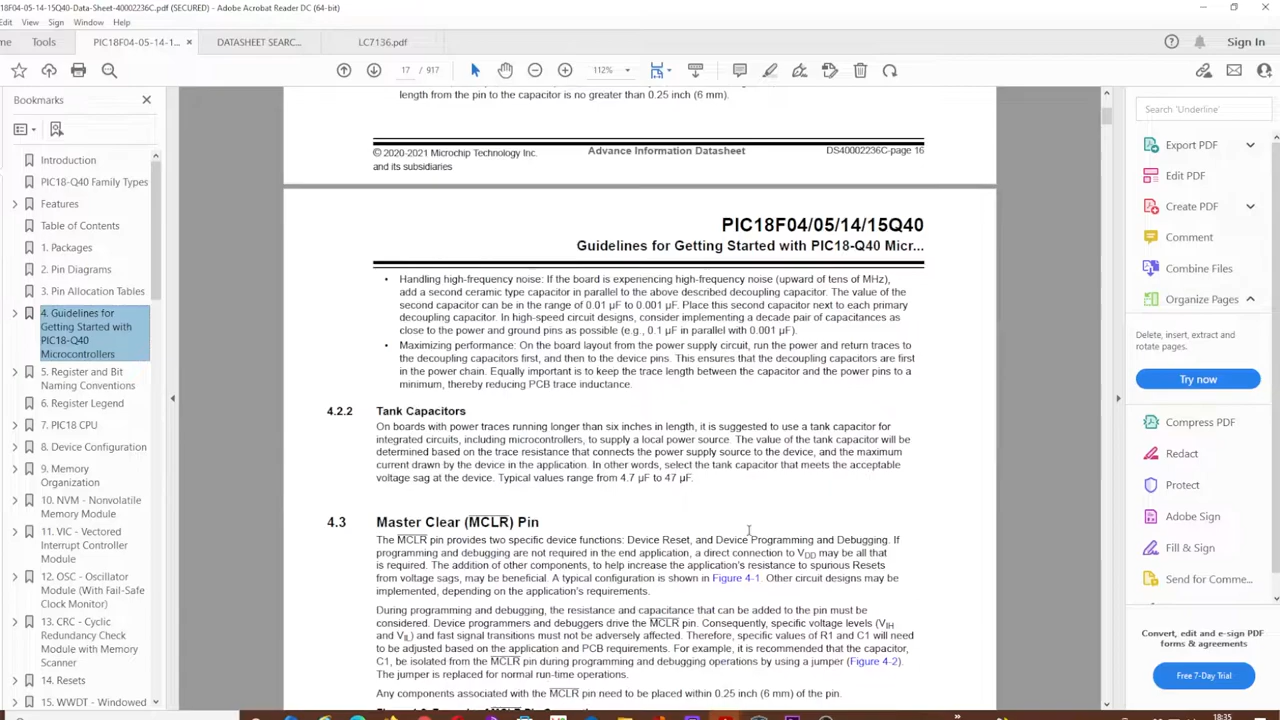 18F04-05-14-15Q40-Data-Sheet-40002236C.pdf (SECURED) - Adobe Acrobat Reader DC (64-bit)
Edit View Sign Window Help
me Tools PIC18F04-05-14-1... × DATASHEET SEARC... LC7136.pdf Sign In
17 / 917 112%
Bookmarks
Introduction
PIC18-Q40 Family Types
Features
Table of Contents
1. Packages
2. Pin Diagrams
3. Pin Allocation Tables
4. Guidelines for
Getting Started with
PIC18-Q40
Microcontrollers
5. Register and Bit
Naming Conventions
6. Register Legend
7. PIC18 CPU
8. Device Configuration
9. Memory
Organization
10. NVM - Nonvolatile
Memory Module
11. VIC - Vectored
Interrupt Controller
Module
12. OSC - Oscillator
Module (With Fail-Safe
Clock Monitor)
13. CRC - Cyclic
Redundancy Check
Module with Memory
Scanner
14. Resets
15. WWDT - Windowed
length from the pin to the capacitor is no greater than 0.25 inch (6 mm).
© 2020-2021 Microchip Technology Inc. Advance Information Datasheet DS40002236C-page 16
and its subsidiaries
PIC18F04/05/14/15Q40
Guidelines for Getting Started with PIC18-Q40 Micr...
• Handling high-frequency noise: If the board is experiencing high-frequency noise (upward of tens of MHz),
add a second ceramic type capacitor in parallel to the above described decoupling capacitor. The value of the
second capacitor can be in the range of 0.01 μF to 0.001 μF. Place this second capacitor next to each primary
decoupling capacitor. In high-speed circuit designs, consider implementing a decade pair of capacitances as
close to the power and ground pins as possible (e.g., 0.1 μF in parallel with 0.001 μF).
• Maximizing performance: On the board layout from the power supply circuit, run the power and return traces to
the decoupling capacitors first, and then to the device pins. This ensures that the decoupling capacitors are first
in the power chain. Equally important is to keep the trace length between the capacitor and the power pins to a
minimum, thereby reducing PCB trace inductance.
4.2.2 Tank Capacitors
On boards with power traces running longer than six inches in length, it is suggested to use a tank capacitor for
integrated circuits, including microcontrollers, to supply a local power source. The value of the tank capacitor will be
determined based on the trace resistance that connects the power supply source to the device, and the maximum
current drawn by the device in the application. In other words, select the tank capacitor that meets the acceptable
voltage sag at the device. Typical values range from 4.7 μF to 47 μF.
4.3 Master Clear (MCLR) Pin
The MCLR pin provides two specific device functions: Device Reset, and Device Programming and Debugging. If
programming and debugging are not required in the end application, a direct connection to VDD may be all that
is required. The addition of other components, to help increase the application's resistance to spurious Resets
from voltage sags, may be beneficial. A typical configuration is shown in Figure 4-1. Other circuit designs may be
implemented, depending on the application's requirements.
During programming and debugging, the resistance and capacitance that can be added to the pin must be
considered. Device programmers and debuggers drive the MCLR pin. Consequently, specific voltage levels (VIH
and VIL) and fast signal transitions must not be adversely affected. Therefore, specific values of R1 and C1 will need
to be adjusted based on the application and PCB requirements. For example, it is recommended that the capacitor,
C1, be isolated from the MCLR pin during programming and debugging operations by using a jumper (Figure 4-2).
The jumper is replaced for normal run-time operations.
Any components associated with the MCLR pin need to be placed within 0.25 inch (6 mm) of the pin.
Search 'Underline'
Export PDF
Edit PDF
Create PDF
Comment
Combine Files
Organize Pages
Delete, insert, extract and
rotate pages.
Try now
Compress PDF
Redact
Protect
Adobe Sign
Fill & Sign
Send for Comme...
Convert, edit and e-sign PDF
forms & agreements
Free 7-Day Trial
18:35